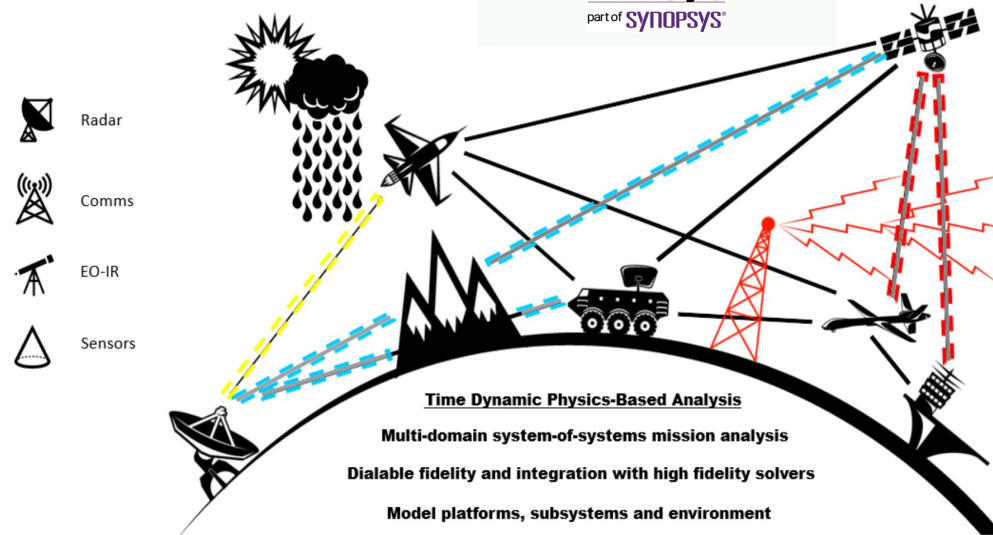 part of SYNOPSYS®
Radar
Comms
EO-IR
Sensors
Time Dynamic Physics-Based Analysis
Multi-domain system-of-systems mission analysis
Dialable fidelity and integration with high fidelity solvers
Model platforms, subsystems and environment